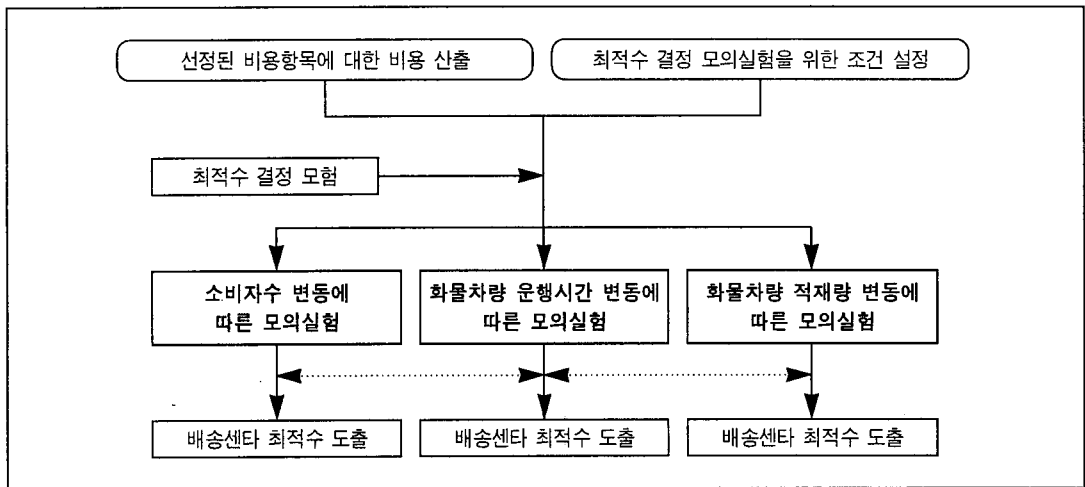 선정된 비용항목에 대한 비용 산출
최적수 결정 모의실험을 위한 조건 설정
최적수 결정 모험
소비자수 변동에
따른 모의실험
화물차량 운행시간 변동에
따른 모의실험
화물차량 적재량 변동에
따른 모의실험
배송센타 최적수 도출
배송센타 최적수 도출
배송센타 최적수 도출